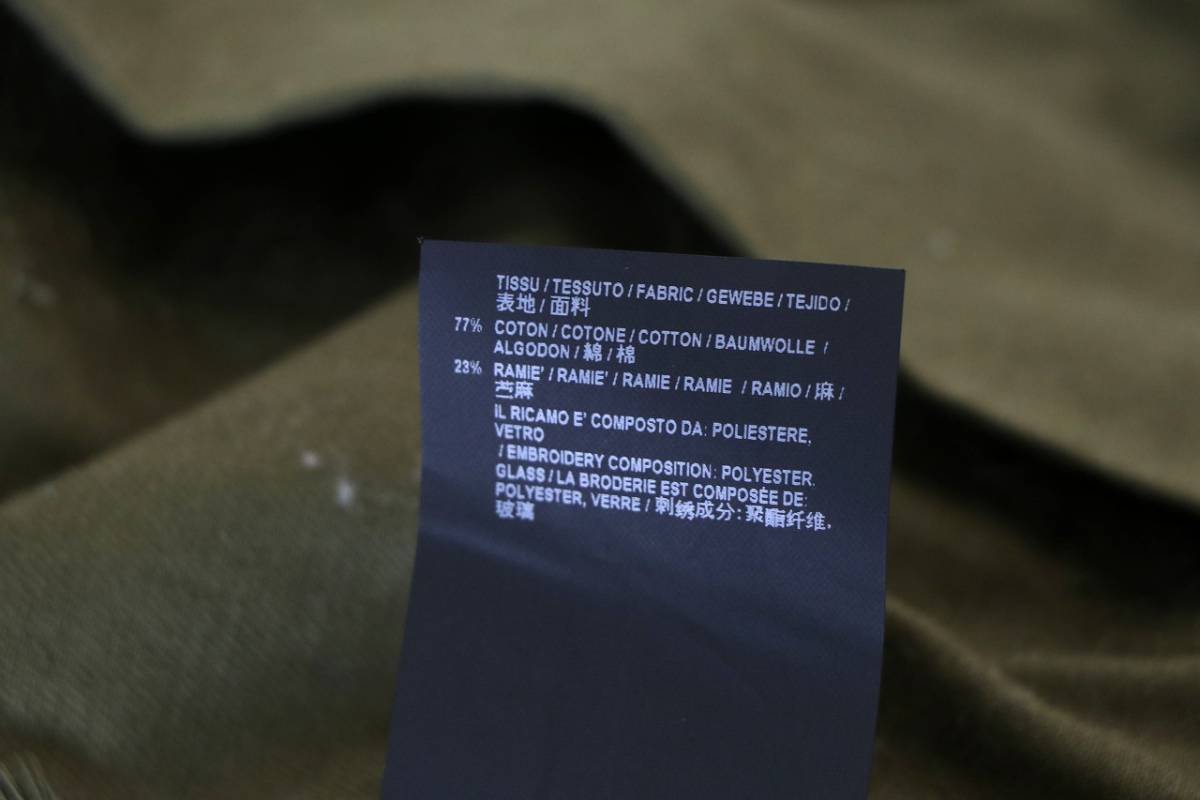 TISSU / TESSUTO / FABRIC / GEWEBE / TEJIDO /
表地 / 面料
77% COTON / COTONE / COTTON / BAUMWOLLE /
ALGODON / 綿 / 棉
23% RAMIE' / RAMIE' / RAMIE / RAMIE / RAMIO / 麻 /
苎麻
IL RICAMO E' COMPOSTO DA: POLIESTERE,
VETRO
/ EMBROIDERY COMPOSITION: POLYESTER.
GLASS / LA BRODERIE EST COMPOSÉE DE:
POLYESTER, VERRE / 刺绣成分: 聚酯纤维,
玻璃